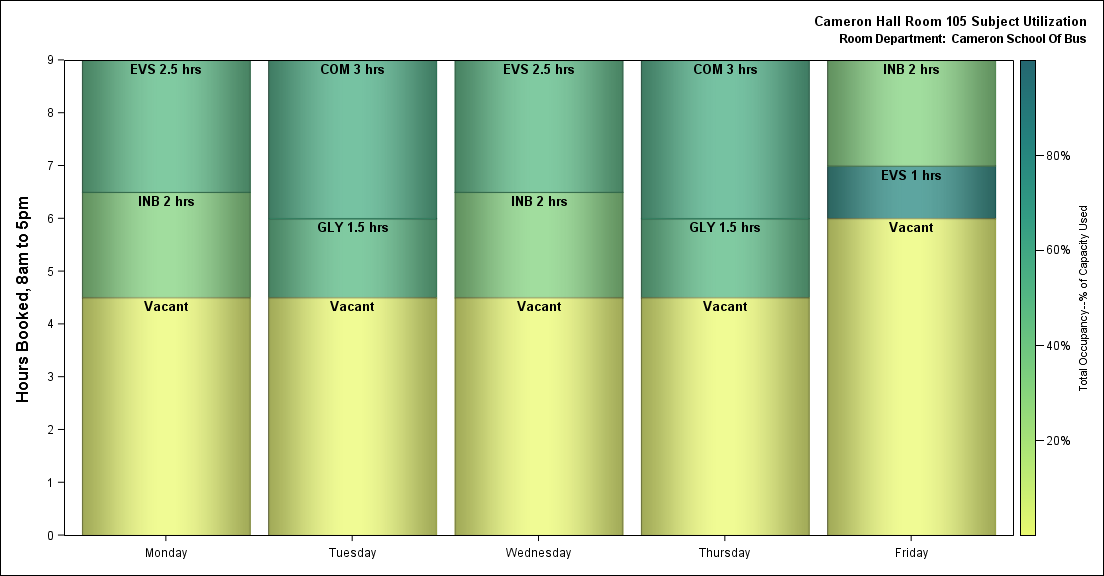 Cameron Hall Room 105 Subject Utilization
Room Department: Cameron School Of Bus
Hours Booked, 8am to 5pm
9
8
7
6
5
4
3
2
1
0
EVS 2.5 hrs
INB 2 hrs
Vacant
COM 3 hrs
GLY 1.5 hrs
Vacant
EVS 2.5 hrs
INB 2 hrs
Vacant
COM 3 hrs
GLY 1.5 hrs
Vacant
INB 2 hrs
EVS 1 hrs
Vacant
Monday
Tuesday
Wednesday
Thursday
Friday
80%
60%
40%
20%
Total Occupancy--% of Capacity Used